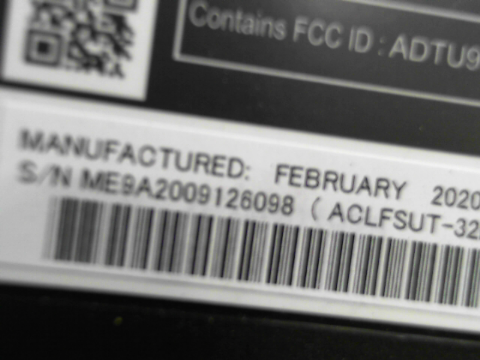 Contains FCC ID : ADTU9
MANUFACTURED: FEBRUARY 2020
S/N ME9A2009126098 ( ACLFSUT-32